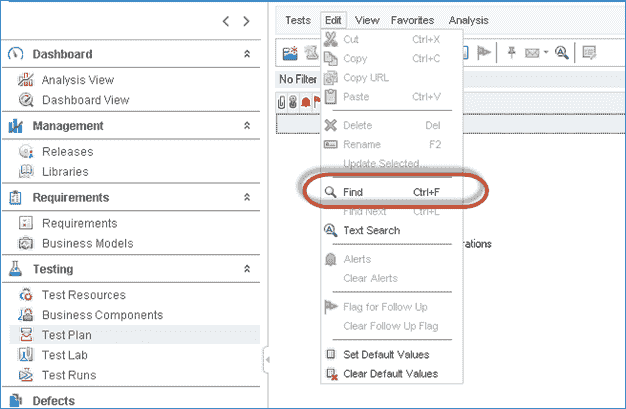 Tests Edit View Favorites Analysis
Dashboard
Analysis View
Dashboard View
Management
Releases
Libraries
Requirements
Requirements
Business Models
Testing
Test Resources
Business Components
Test Plan
Test Lab
Test Runs
Defects
No Filter
Cut Ctrl+X
Copy Ctrl+C
Copy URL
Paste Ctrl+V
Delete Del
Rename F2
Update Selected...
Find Ctrl+F
Find Next Ctrl+L
Text Search
Alerts
Clear Alerts
Flag for Follow Up
Clear Follow Up Flag
Set Default Values
Clear Default Values